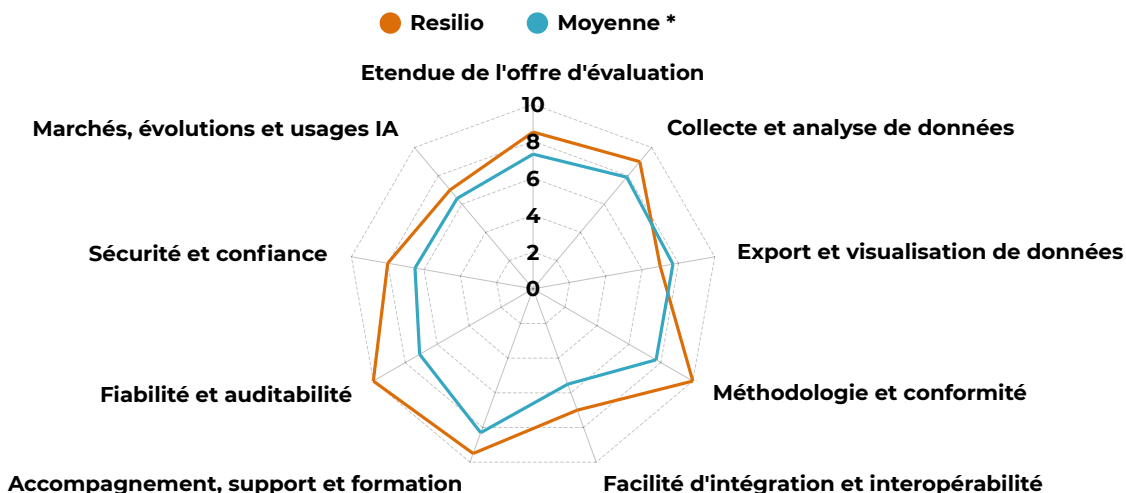 Resilio
Moyenne *
Etendue de l'offre d'évaluation
Marchés, évolutions et usages IA
Collecte et analyse de données
10
8
6
4
2
0
Sécurité et confiance
Export et visualisation de données
Fiabilité et auditabilité
Méthodologie et conformité
Accompagnement, support et formation
Facilité d'intégration et interopérabilité